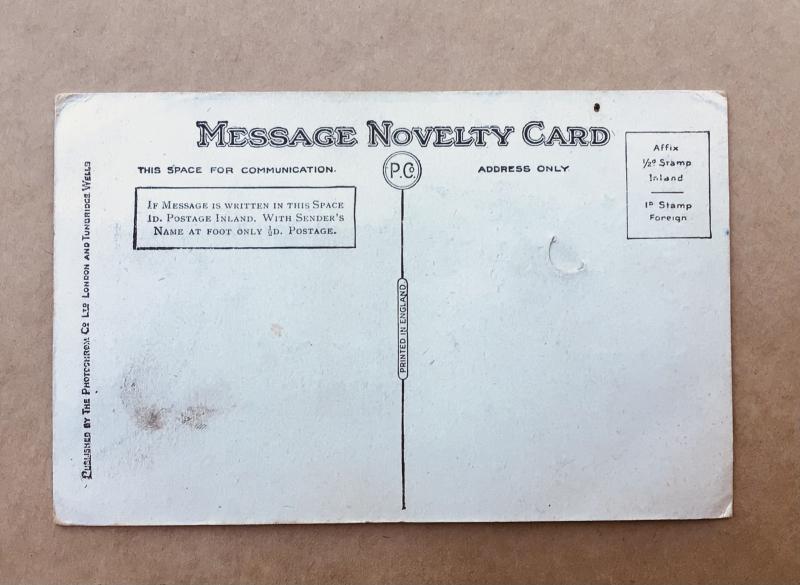 MESSAGE NOVELTY CARD
THIS SPACE FOR COMMUNICATION.
P.Co.
ADDRESS ONLY
IF MESSAGE IS WRITTEN IN THIS SPACE
1D. POSTAGE INLAND. WITH SENDER'S
NAME AT FOOT ONLY ½D. POSTAGE.
Affix
½D Stamp
Inland
1D Stamp
Foreign
PRINTED IN ENGLAND
PUBLISHED BY THE PHOTOCHROM CO LTD LONDON AND TUNBRIDGE WELLS